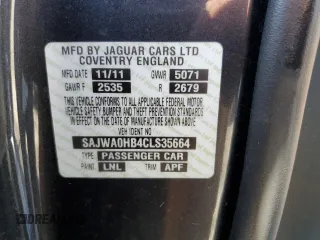 MFD BY JAGUAR CARS LTD
COVENTRY ENGLAND
MFD. DATE 11/11 GVWR 5071
GAWR F 2535 R 2679
THIS VEHICLE CONFORMS TO ALL APPLICABLE FEDERAL MOTOR
VEHICLE SAFETY BUMPER AND THEFT PREVENTION STANDARDS
IN EFFECT ON THE DATE OF MANUFACTURE SHOWN ABOVE.
VEH IDENT NO.
SAJWA0HB4CLS35664
TYPE PASSENGER CAR
PAINT LNL TRIM APF